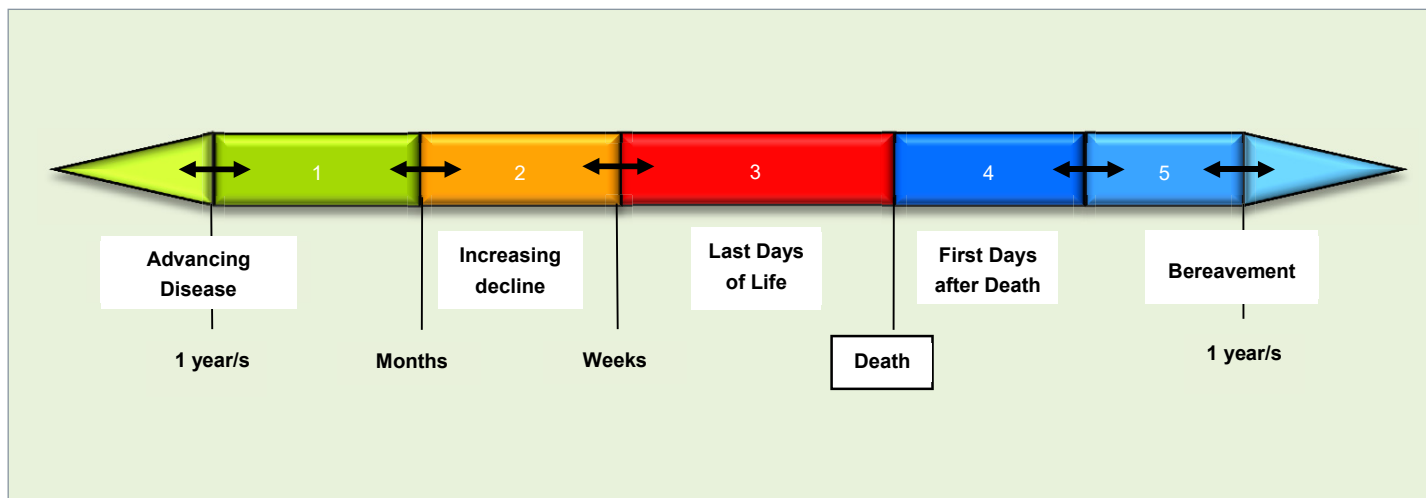 1 2 3 4 5
Advancing
Disease
Increasing
decline
Last Days
of Life
First Days
after Death
Bereavement
1 year/s Months Weeks Death 1 year/s